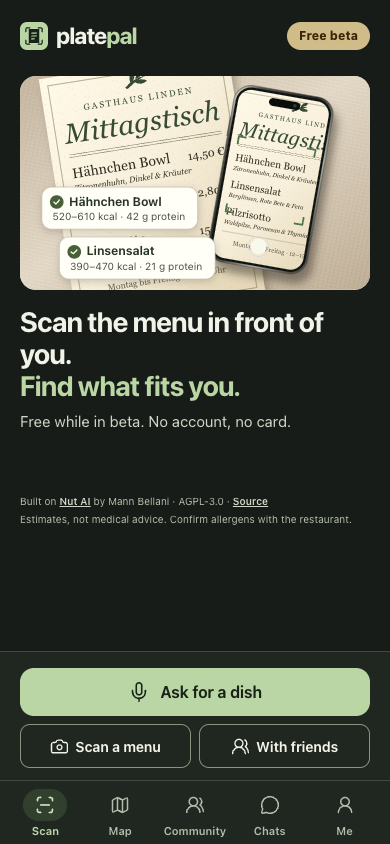 platepal
Free beta
GASTHAUS LINDEN
Mittagstisch
Hähnchen Bowl 14,50 €
Zitronenhuhn, Dinkel & Kräuter
Hähnchen Bowl
520–610 kcal · 42 g protein
Linsensalat
390–470 kcal · 21 g protein
Montag bis
GASTHAUS LIND
Mittagsti
Hähnchen Bowl
Zitronenhuhn, Dinkel & Kräuter
Linsensalat
Berglinsen, Rote Bete & Feta
Pilzrisotto
Waldpilze, Parmesan & Thymian
Scan the menu in front of
you.
Find what fits you.
Free while in beta. No account, no card.
Built on Nut AI by Mann Bellani · AGPL-3.0 · Source
Estimates, not medical advice. Confirm allergens with the restaurant.
Ask for a dish
Scan a menu
With friends
Scan
Map
Community
Chats
Me